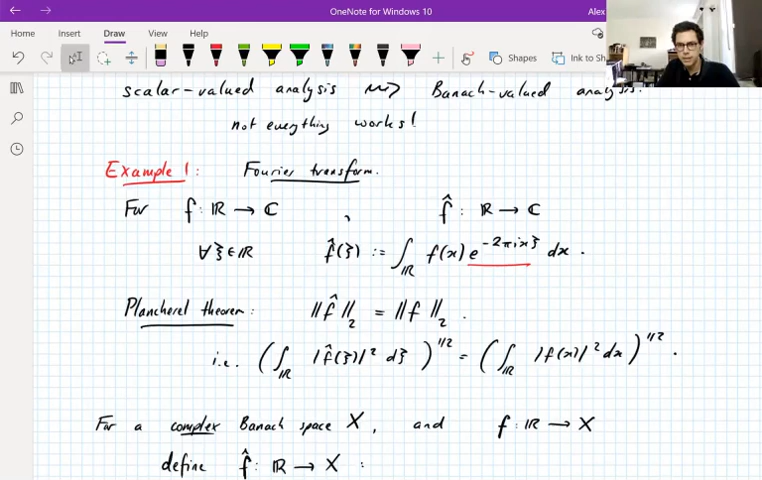 OneNote for Windows 10
Alex
Home Insert Draw View Help
Shapes Ink to Sh
scalar-valued analysis ⇝ Banach-valued analysis.
not everything works!
Example 1: Fourier transform.
For f : ℝ → ℂ , f̂ : ℝ → ℂ
∀ξ∈ℝ f̂(ξ) := ∫_ℝ f(x) e^{-2πixξ} dx .
Plancherel theorem: ‖f̂‖₂ = ‖f‖₂ .
i.e. (∫_ℝ |f̂(ξ)|² dξ)^{1/2} = (∫_ℝ |f(x)|² dx)^{1/2} .
For a complex Banach space X, and f : ℝ → X
define f̂ : ℝ → X :